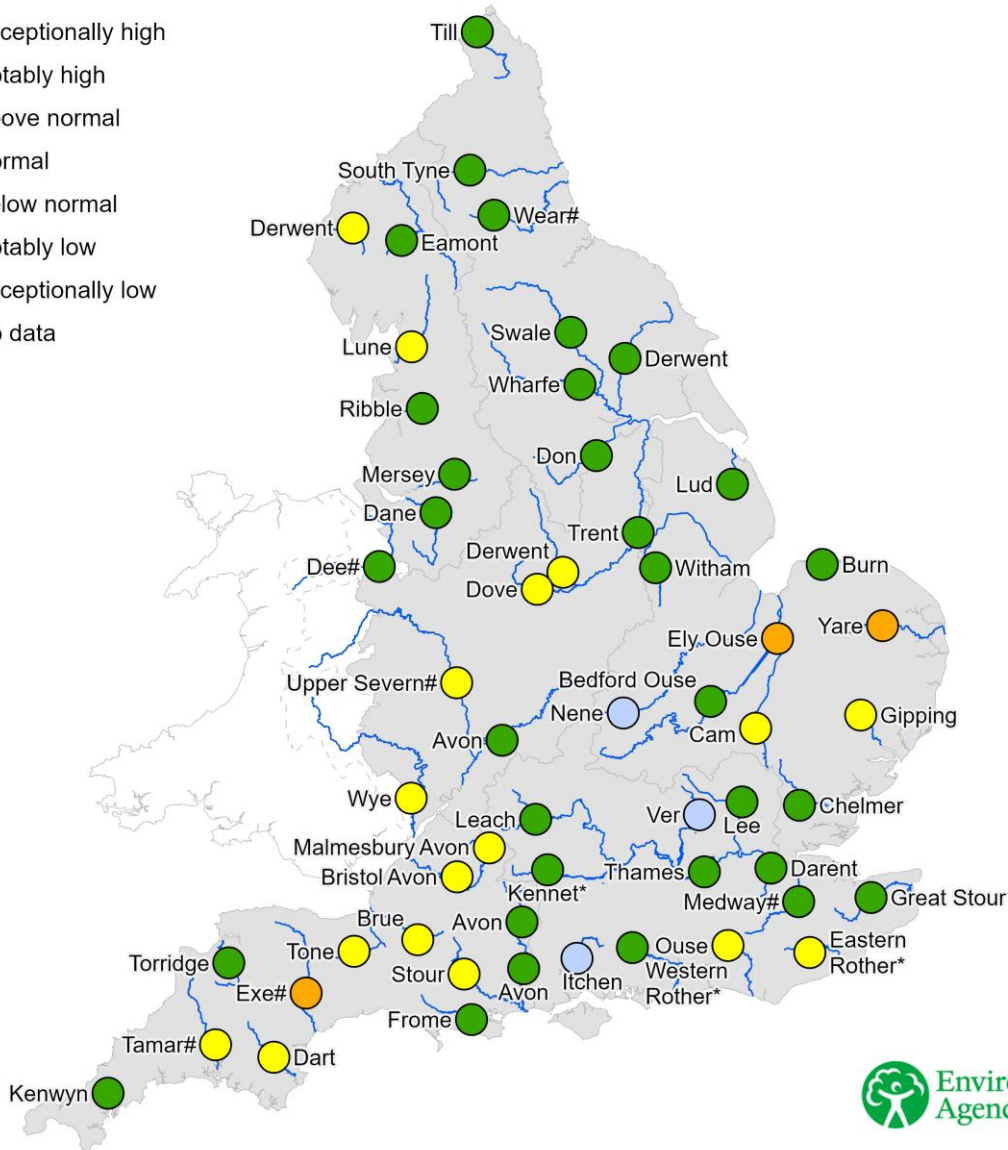 ceptionally high
tably high
ove normal
ormal
low normal
tably low
ceptionally low
data
Till
South Tyne
Wear#
Derwent
Eamont
Lune
Swale
Derwent
Wharfe
Ribble
Don
Mersey
Lud
Dane
Trent
Derwent
Dee#
Witham
Burn
Dove
Yare
Ely Ouse
Bedford Ouse
Upper Severn#
Nene
Gipping
Cam
Avon
Wye
Chelmer
Leach
Ver
Lee
Malmesbury Avon
Bristol Avon
Thames
Darent
Kennet*
Medway#
Great Stour
Brue
Avon
Tone
Ouse
Eastern
Rother*
Torridge
Stour
Itchen
Western
Rother*
Exe#
Avon
Frome
Tamar#
Dart
Kenwyn
Enviro
Agenc